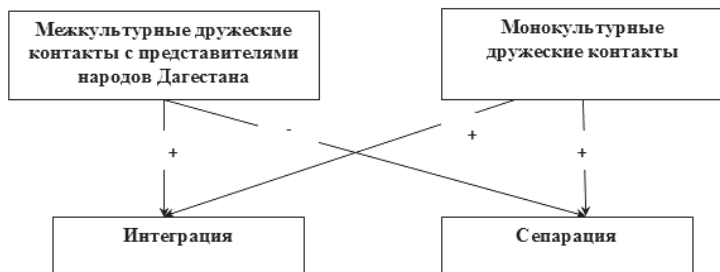 Межкультурные дружеские
контакты с представителями
народов Дагестана
Монокультурные
дружеские контакты
-
+
+
+
Интеграция
Сепарация